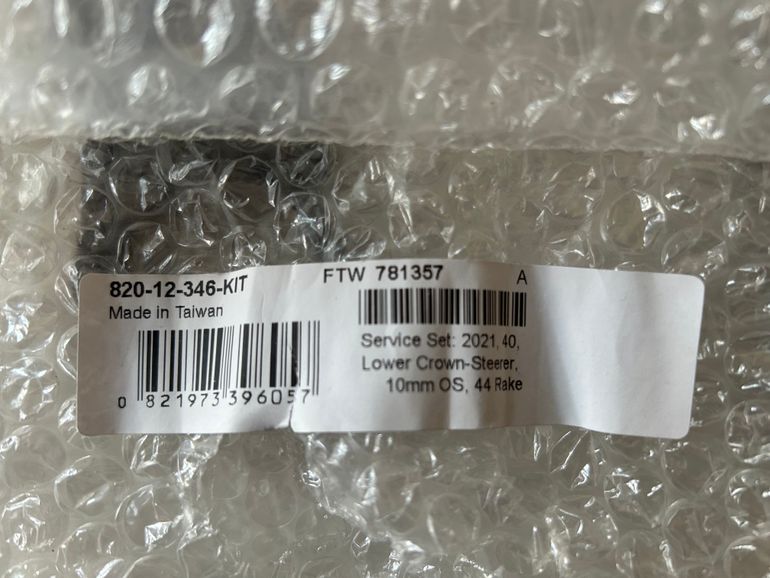 820-12-346-KIT
Made in Taiwan
0 821973 396057
FTW 781357 A
Service Set: 2021, 40,
Lower Crown-Steerer,
10mm OS, 44 Rake